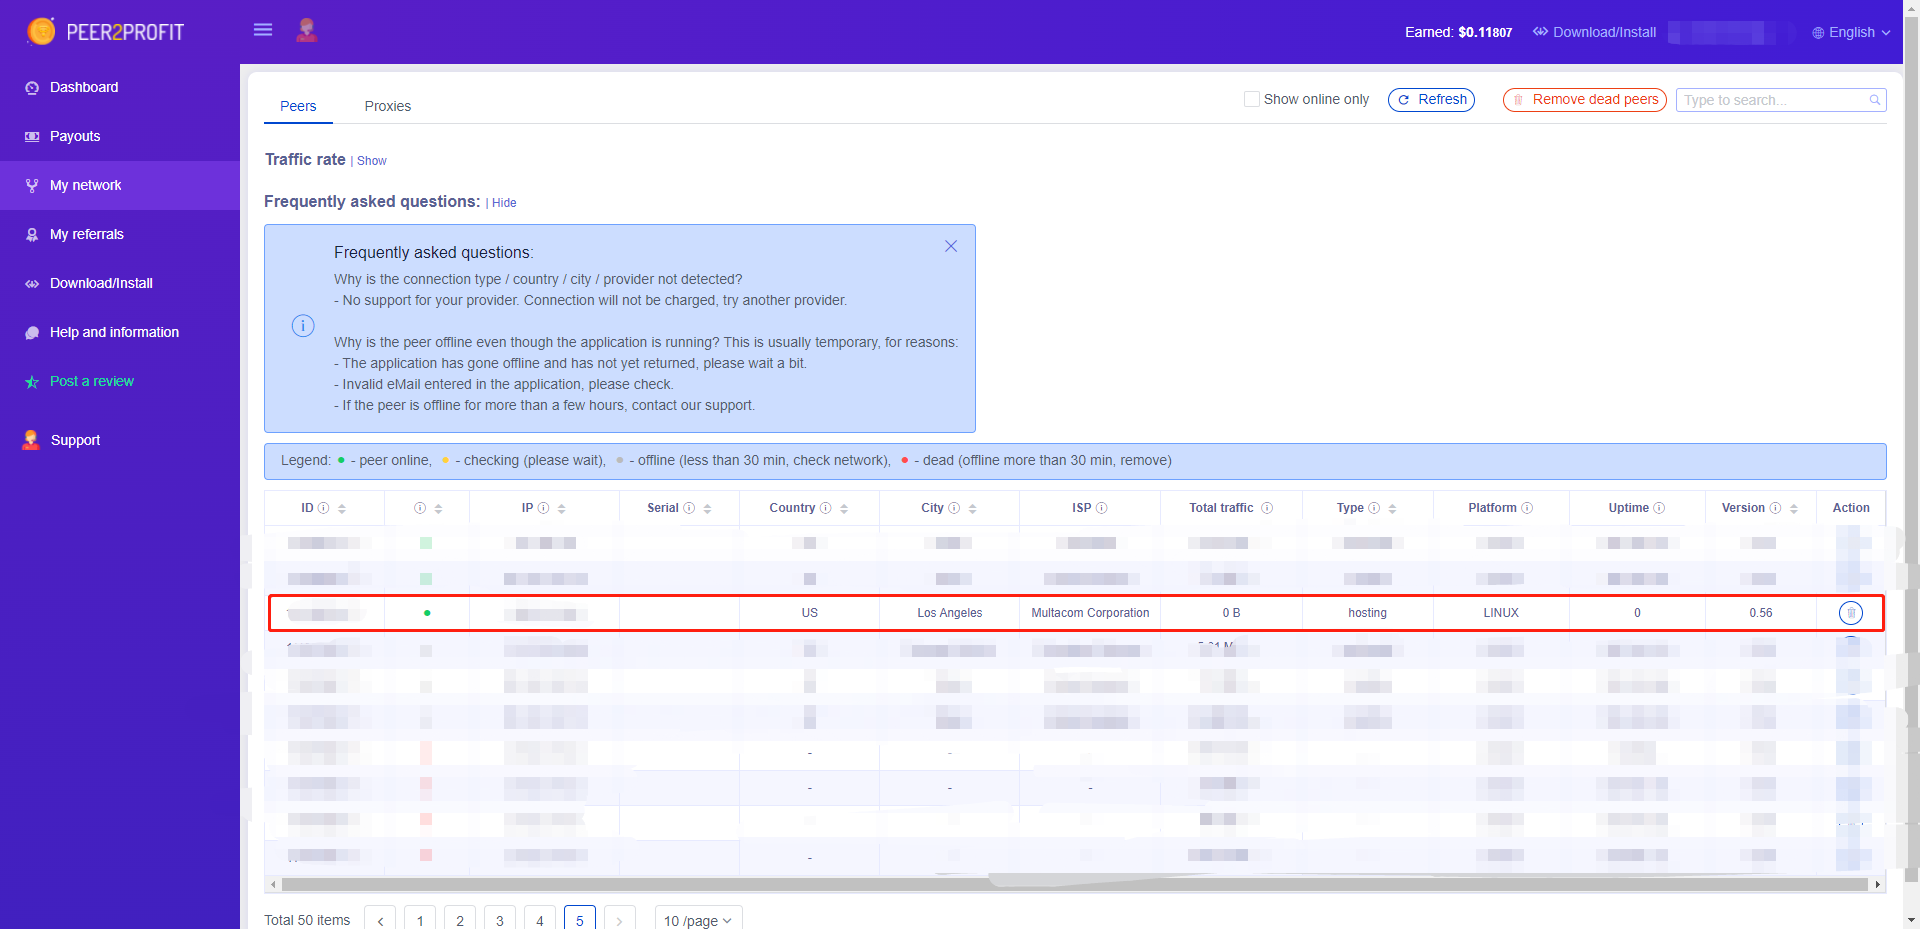 PEER2PROFIT
Earned: $0.11807
Download/Install
English
Dashboard
Payouts
My network
My referrals
Download/Install
Help and information
Post a review
Support
Peers
Proxies
Show online only
Refresh
Remove dead peers
Type to search...
Traffic rate | Show
Frequently asked questions: | Hide
Frequently asked questions:
Why is the connection type / country / city / provider not detected?
- No support for your provider. Connection will not be charged, try another provider.
Why is the peer offline even though the application is running? This is usually temporary, for reasons:
- The application has gone offline and has not yet returned, please wait a bit.
- Invalid eMail entered in the application, please check.
- If the peer is offline for more than a few hours, contact our support.
Legend: ● - peer online, ● - checking (please wait), ● - offline (less than 30 min, check network), ● - dead (offline more than 30 min, remove)
ID IP Serial Country City ISP Total traffic Type Platform Uptime Version Action
US Los Angeles Multacom Corporation 0 B hosting LINUX 0 0.56
-
-
- - -
-
Total 50 items < 1 2 3 4 5 > 10 /page